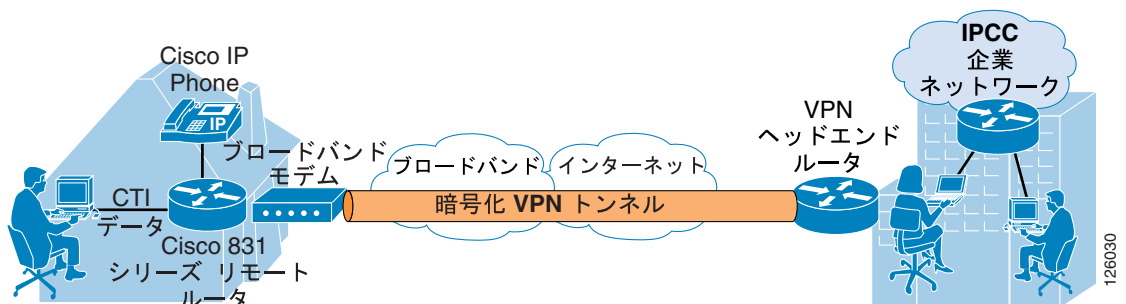 Cisco IP
Phone
IP
ブロードバンド
モデム
CTI
データ
Cisco 831
シリーズ リモート
ルータ
ブロードバンド
インターネット
暗号化 VPN トンネル
VPN
ヘッドエンド
ルータ
IPCC
企業
ネットワーク
126030